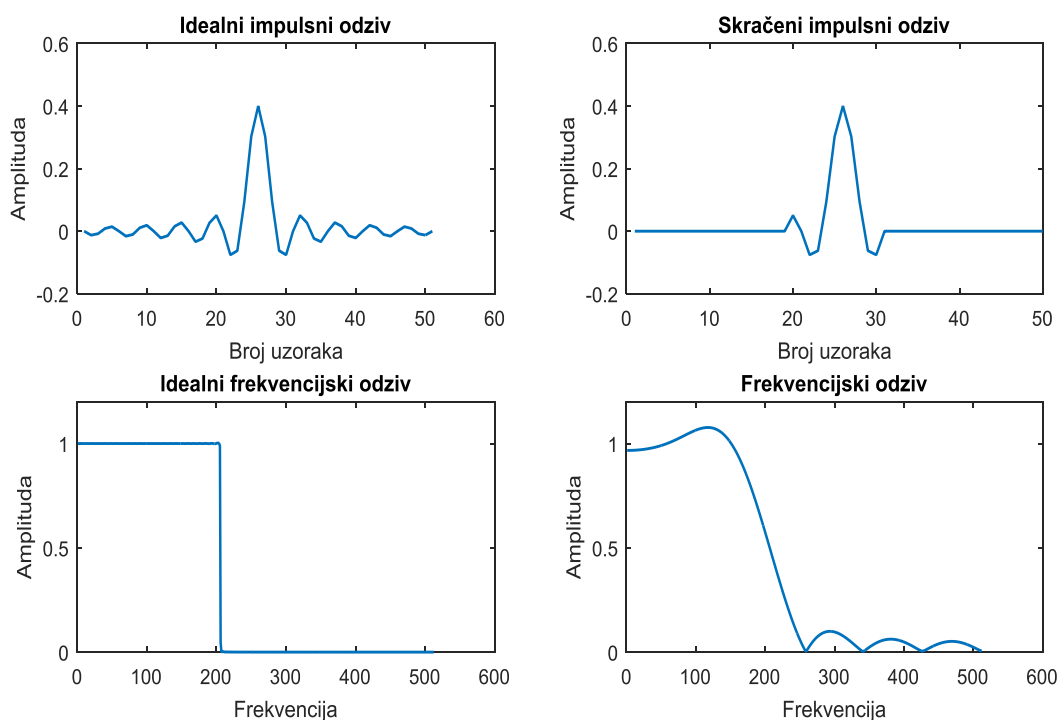 Idealni impulsni odziv
0.6
0.4
0.2
0
-0.2
Amplituda
0 10 20 30 40 50 60
Broj uzoraka
Skračeni impulsni odziv
0.6
0.4
0.2
0
-0.2
Amplituda
0 10 20 30 40 50
Broj uzoraka
Idealni frekvencijski odziv
1
0.5
0
Amplituda
0 100 200 300 400 500 600
Frekvencija
Frekvencijski odziv
1
0.5
0
Amplituda
0 100 200 300 400 500 600
Frekvencija